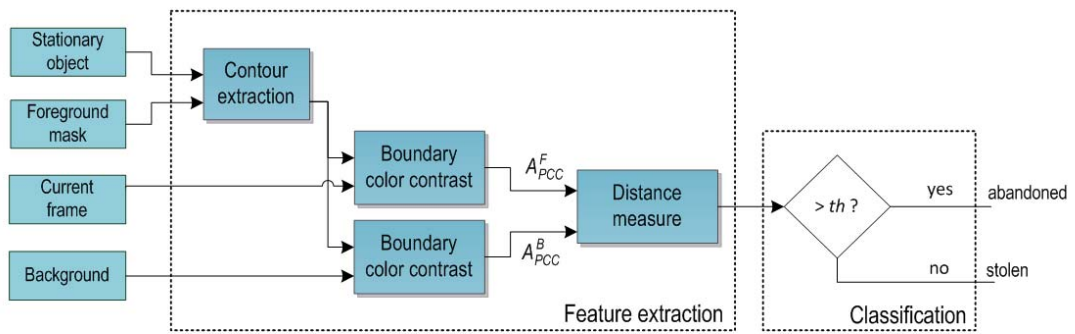 Stationary
object
Foreground
mask
Current
frame
Background
Contour
extraction
Boundary
color contrast
Boundary
color contrast
A^F_PCC
A^B_PCC
Distance
measure
Feature extraction
> th ?
yes
abandoned
no
stolen
Classification